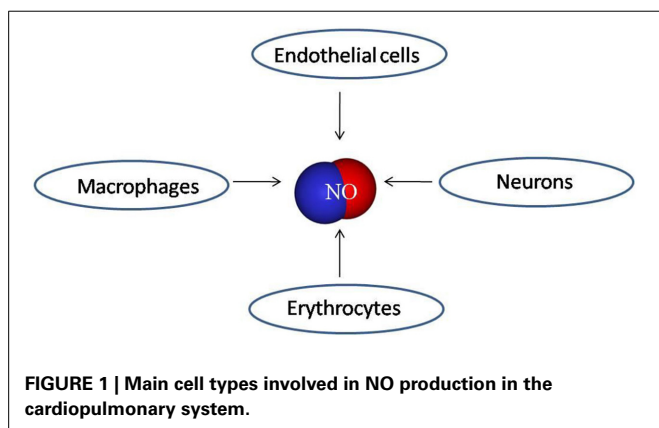 Endothelial cells
Macrophages
NO
Neurons
Erythrocytes
FIGURE 1 | Main cell types involved in NO production in the
cardiopulmonary system.